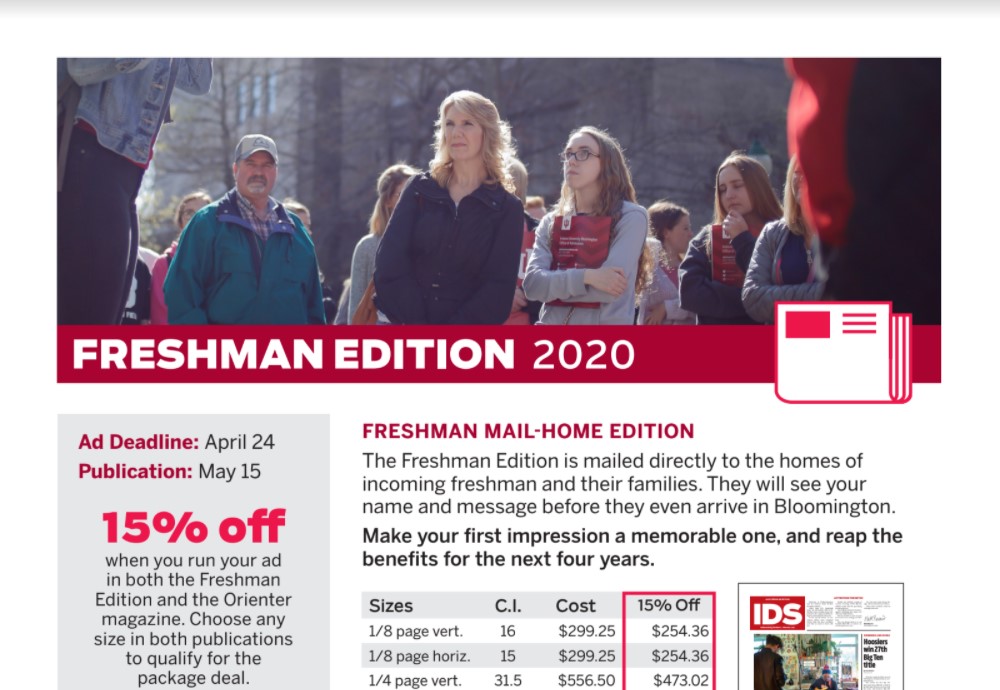 FRESHMAN EDITION 2020
Ad Deadline: April 24
Publication: May 15
15% off
when you run your ad
in both the Freshman
Edition and the Orienter
magazine. Choose any
size in both publications
to qualify for the
package deal.
FRESHMAN MAIL-HOME EDITION
The Freshman Edition is mailed directly to the homes of
incoming freshman and their families. They will see your
name and message before they even arrive in Bloomington.
Make your first impression a memorable one, and reap the
benefits for the next four years.
Sizes C.I. Cost 15% Off
1/8 page vert. 16 $299.25 $254.36
1/8 page horiz. 15 $299.25 $254.36
1/4 page vert. 31.5 $556.50 $473.02
IDS
Hoosiers
win 27th
Big Ten
title